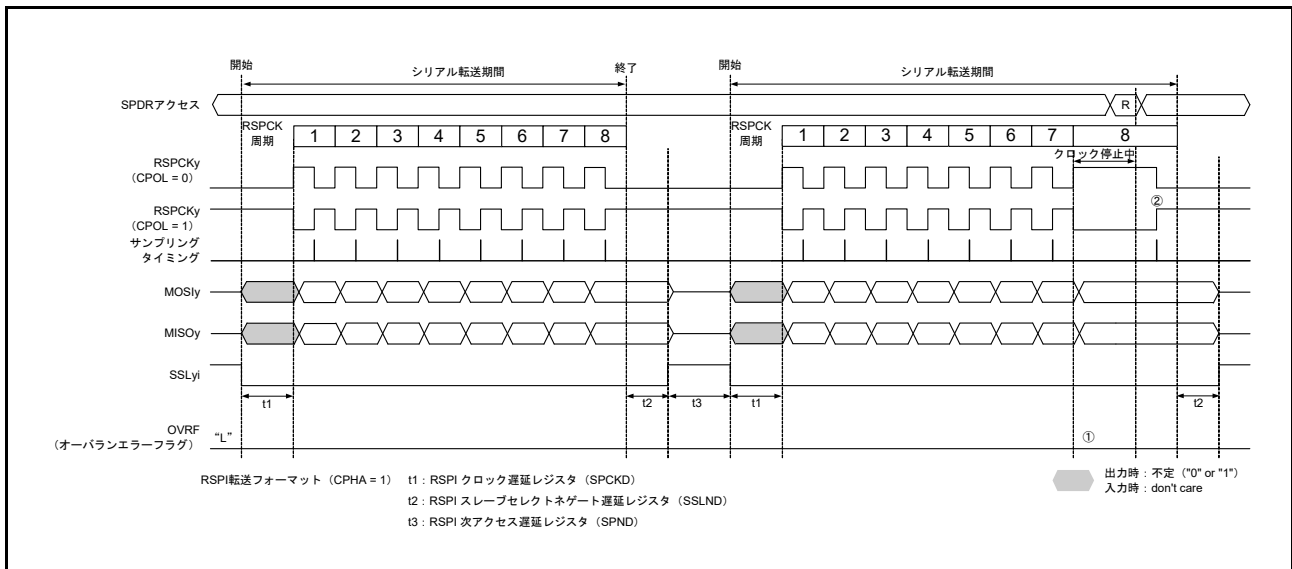 開始 シリアル転送期間 終了 開始 シリアル転送期間
SPDRアクセス R
RSPCK RSPCK
周期 1 2 3 4 5 6 7 8 周期 1 2 3 4 5 6 7 8
クロック停止中
RSPCKy
(CPOL = 0)
②
RSPCKy
(CPOL = 1)
サンプリング
タイミング
MOSIy
MISOy
SSLyi
t1 t2 t3 t1 t2
OVRF
(オーバランエラーフラグ) “L” ①
RSPI転送フォーマット(CPHA = 1) t1:RSPI クロック遅延レジスタ(SPCKD)
t2:RSPI スレーブセレクトネゲート遅延レジスタ(SSLND)
t3:RSPI 次アクセス遅延レジスタ(SPND)
出力時:不定("0" or "1")
入力時:don't care